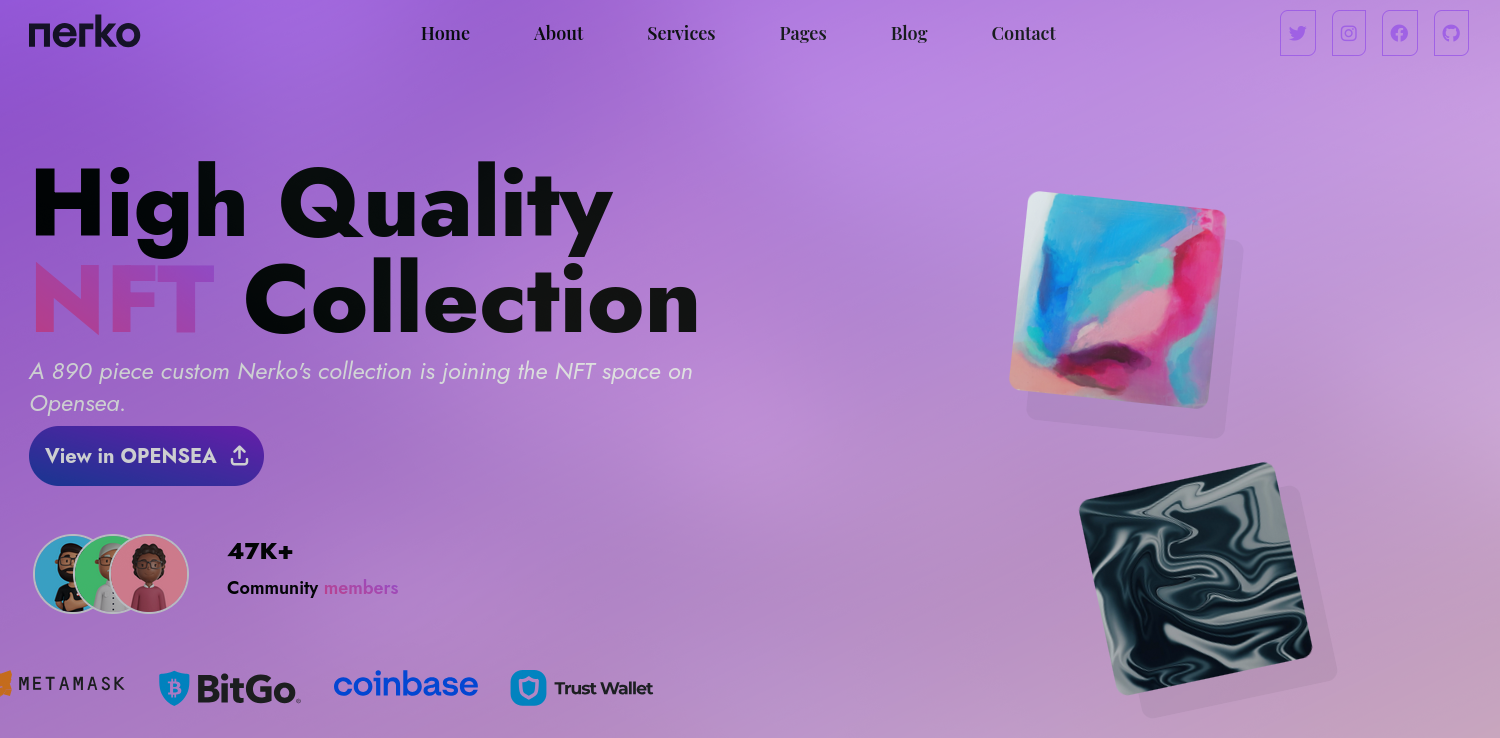 nerko
Home About Services Pages Blog Contact
High Quality
NFT Collection
A 890 piece custom Nerko's collection is joining the NFT space on
Opensea.
View in OPENSEA
47K+
Community members
METAMASK BitGo® coinbase Trust Wallet